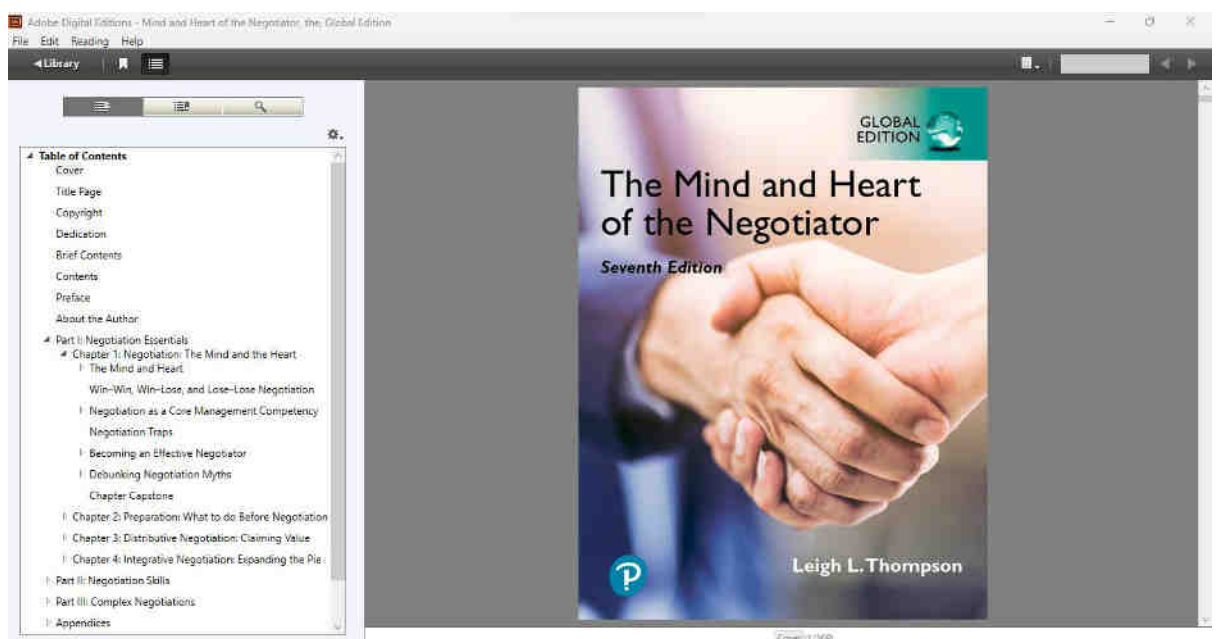 Adobe Digital Editions - Mind and Heart of the Negotiator, the, Global Edition
File Edit Reading Help
Library
Table of Contents
Cover
Title Page
Copyright
Dedication
Brief Contents
Contents
Preface
About the Author
Part I: Negotiation Essentials
Chapter 1: Negotiation: The Mind and the Heart
The Mind and Heart
Win–Win, Win–Lose, and Lose–Lose Negotiation
Negotiation as a Core Management Competency
Negotiation Traps
Becoming an Effective Negotiator
Debunking Negotiation Myths
Chapter Capstone
Chapter 2: Preparation: What to do Before Negotiation
Chapter 3: Distributive Negotiation: Claiming Value
Chapter 4: Integrative Negotiation: Expanding the Pie
Part II: Negotiation Skills
Part III: Complex Negotiations
Appendices
GLOBAL
EDITION
The Mind and Heart
of the Negotiator
Seventh Edition
P
Leigh L. Thompson